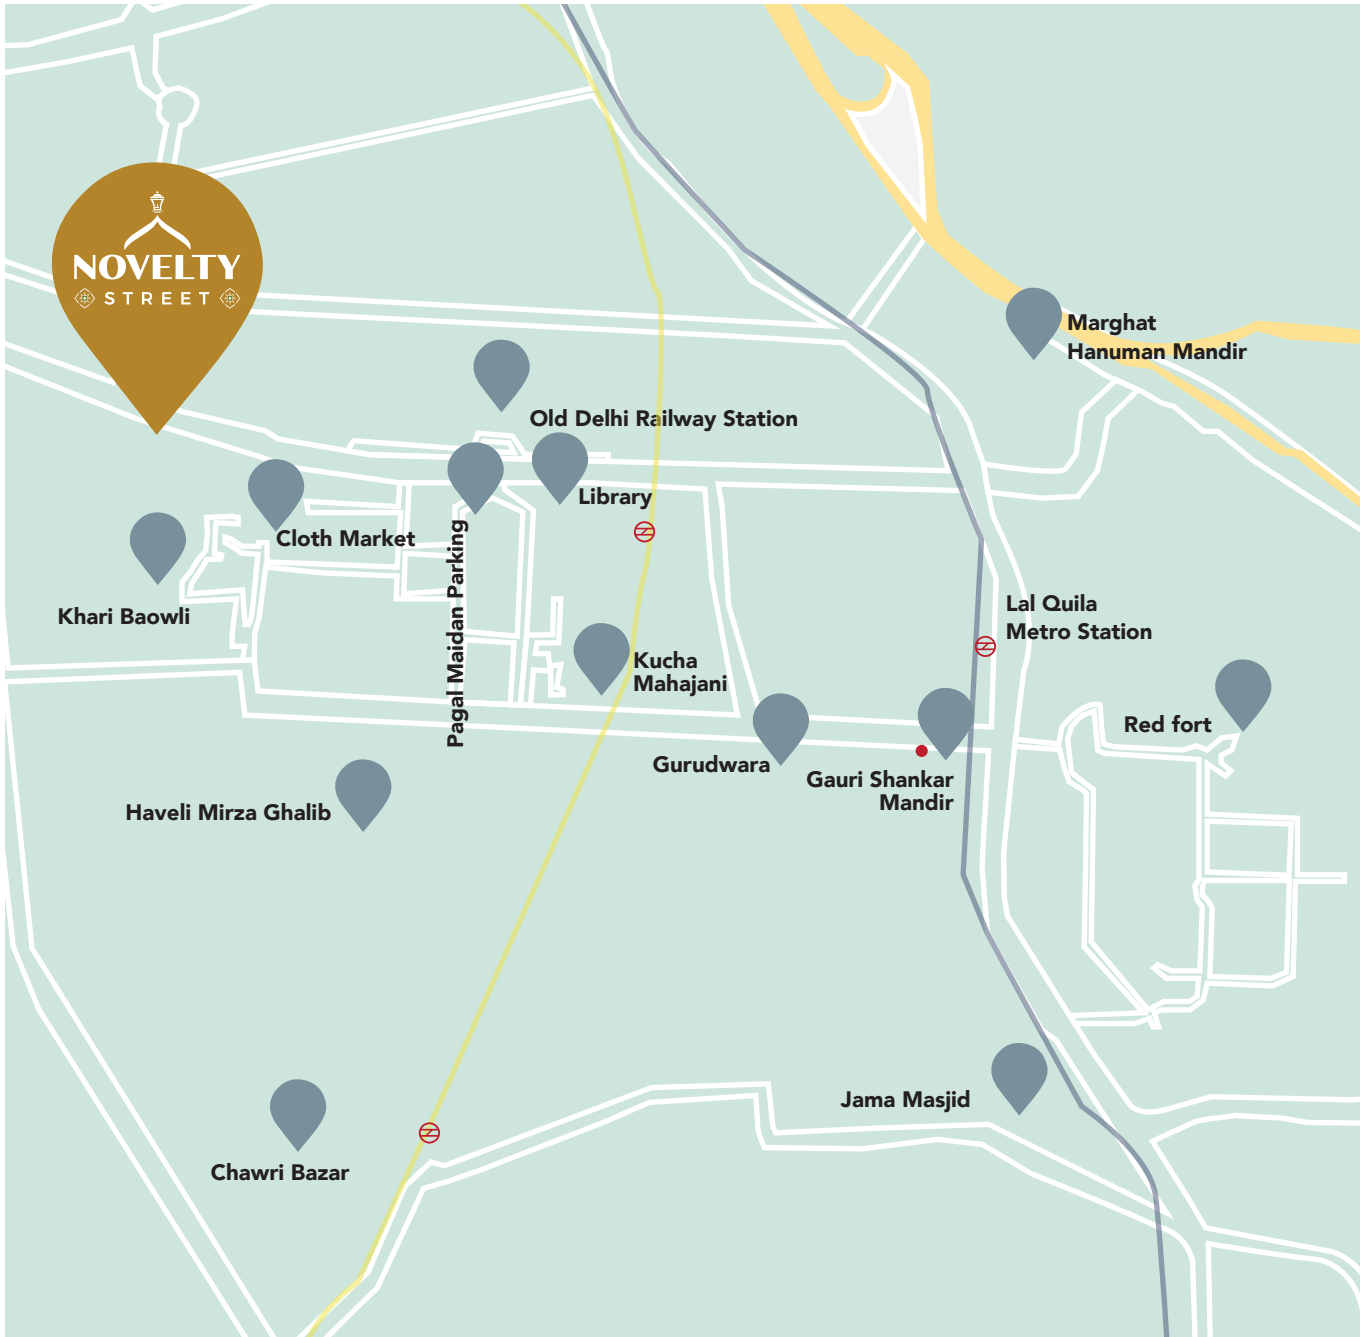 NOVELTY
STREET
Marghat
Hanuman Mandir
Old Delhi Railway Station
Library
Cloth Market
Pagal Maidan Parking
Khari Baowli
Lal Quila
Metro Station
Kucha
Mahajani
Red fort
Gurudwara
Gauri Shankar
Mandir
Haveli Mirza Ghalib
Jama Masjid
Chawri Bazar